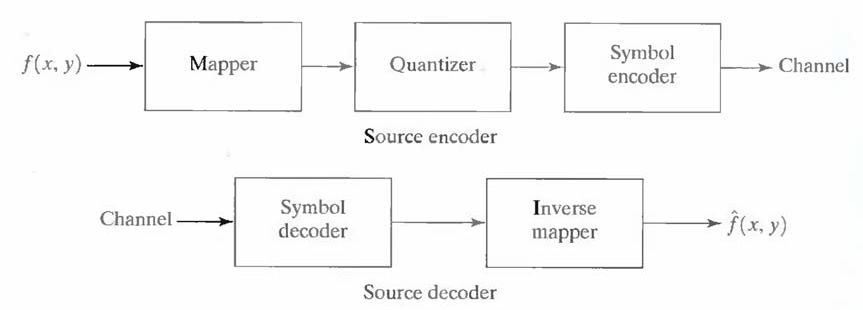 f(x, y)
Mapper
Quantizer
Symbol
encoder
Channel
Source encoder
Channel
Symbol
decoder
Inverse
mapper
f̂(x, y)
Source decoder